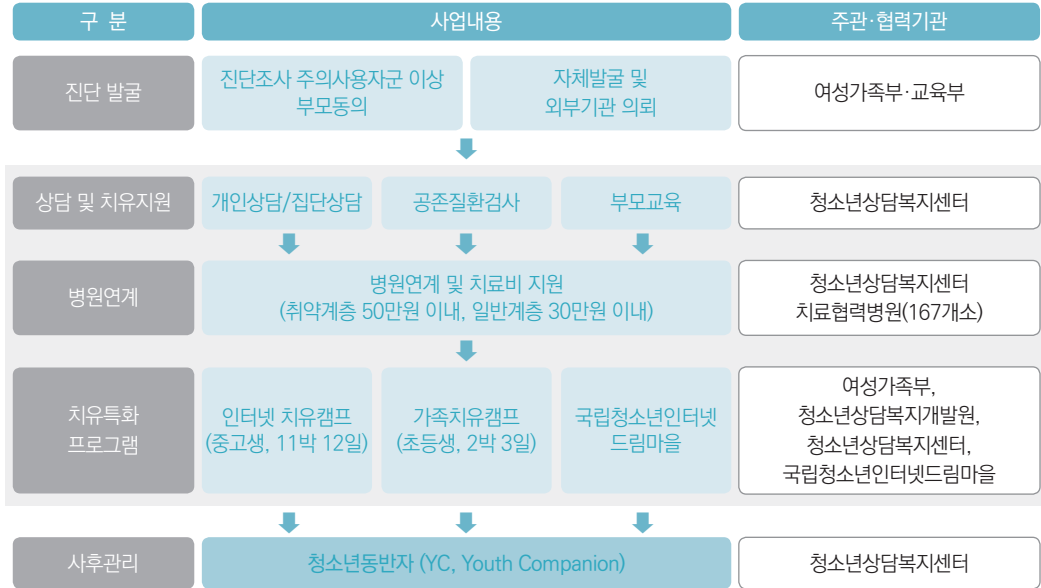 구 분
사업내용
주관·협력기관
진단 발굴
진단조사 주의사용자군 이상
부모동의
자체발굴 및
외부기관 의뢰
여성가족부·교육부
상담 및 치유지원
개인상담/집단상담
공존질환검사
부모교육
청소년상담복지센터
병원연계
병원연계 및 치료비 지원
(취약계층 50만원 이내, 일반계층 30만원 이내)
청소년상담복지센터
치료협력병원(167개소)
치유특화
프로그램
인터넷 치유캠프
(중고생, 11박 12일)
가족치유캠프
(초등생, 2박 3일)
국립청소년인터넷
드림마을
여성가족부,
청소년상담복지개발원,
청소년상담복지센터,
국립청소년인터넷드림마을
사후관리
청소년동반자 (YC, Youth Companion)
청소년상담복지센터